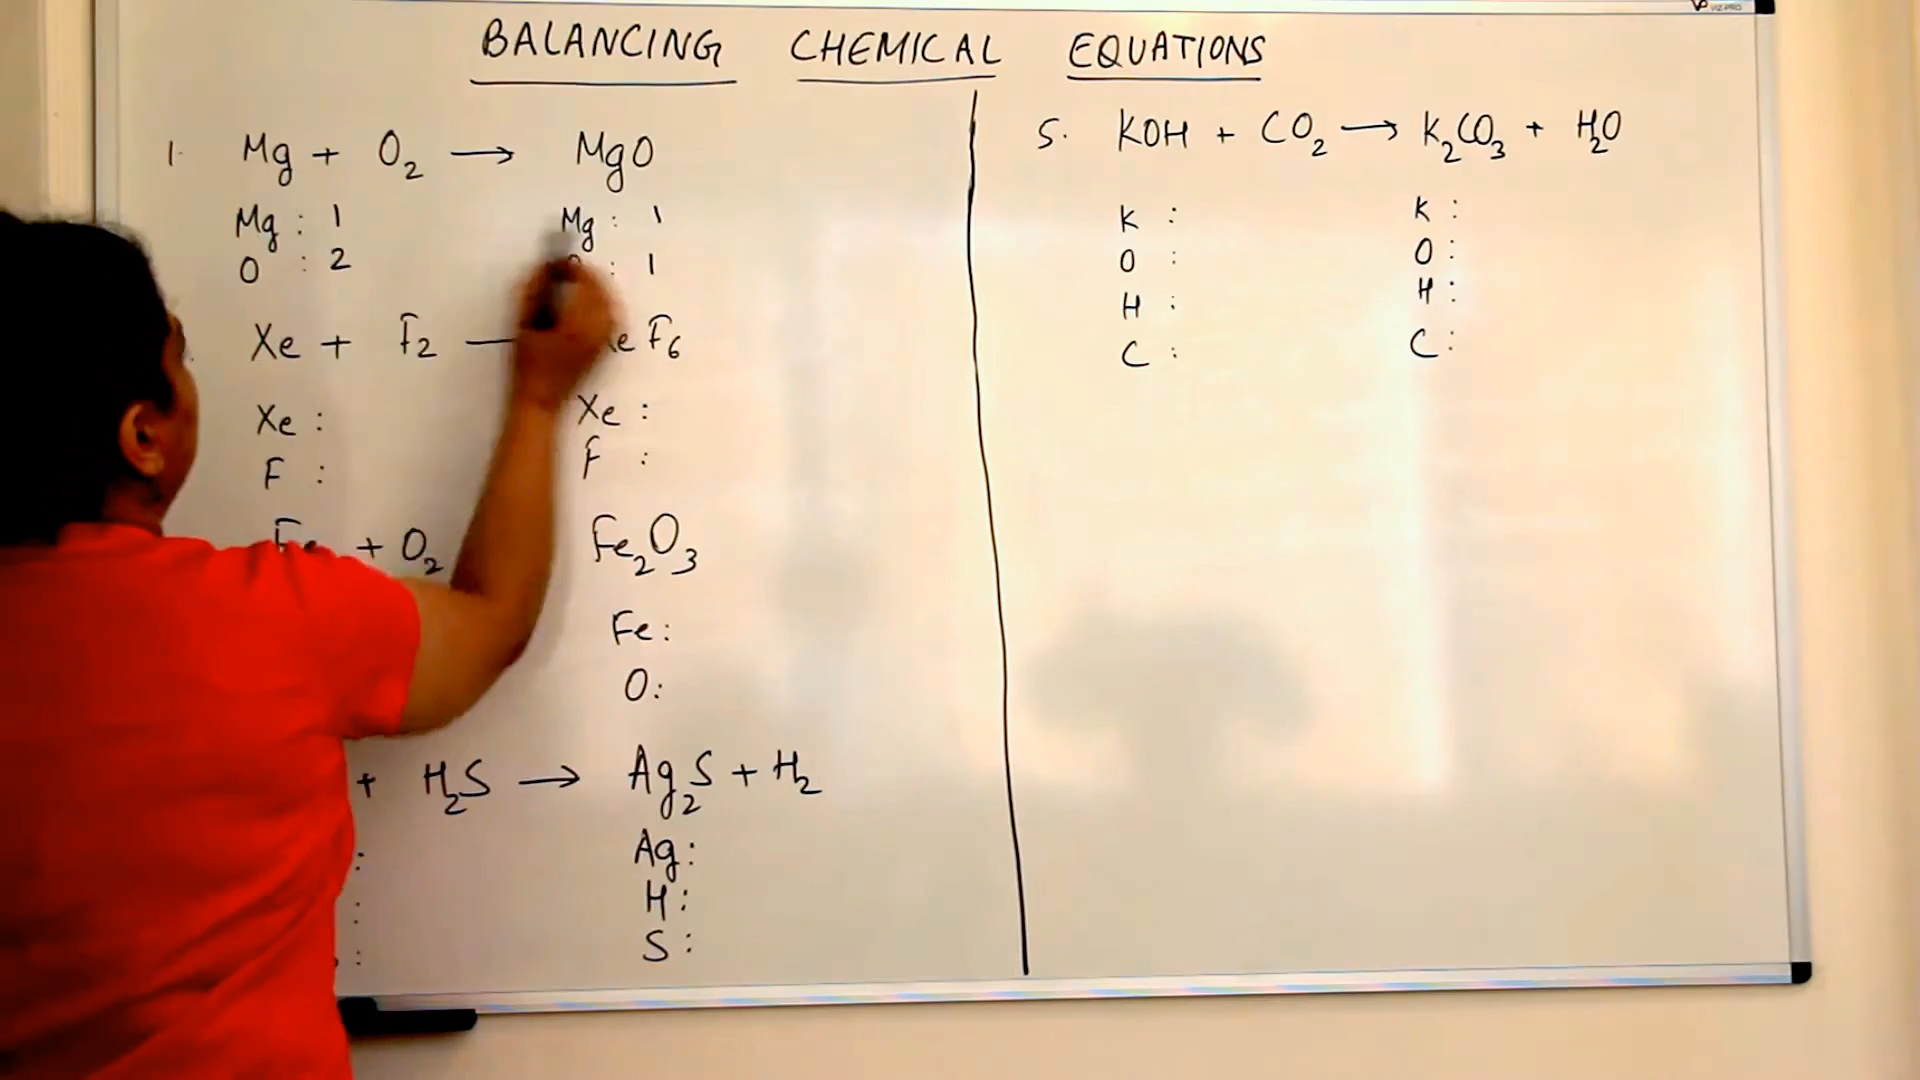 BALANCING CHEMICAL EQUATIONS
1. Mg + O₂ → MgO
Mg : 1 Mg : 1
O : 2 : 1
Xe + F₂ — F₆
Xe : Xe :
F : F :
+ O₂ Fe₂O₃
Fe :
O :
+ H₂S → Ag₂S + H₂
: Ag :
: H :
: S :
5. KOH + CO₂ → K₂CO₃ + H₂O
K : K :
O : O :
H : H :
C : C :